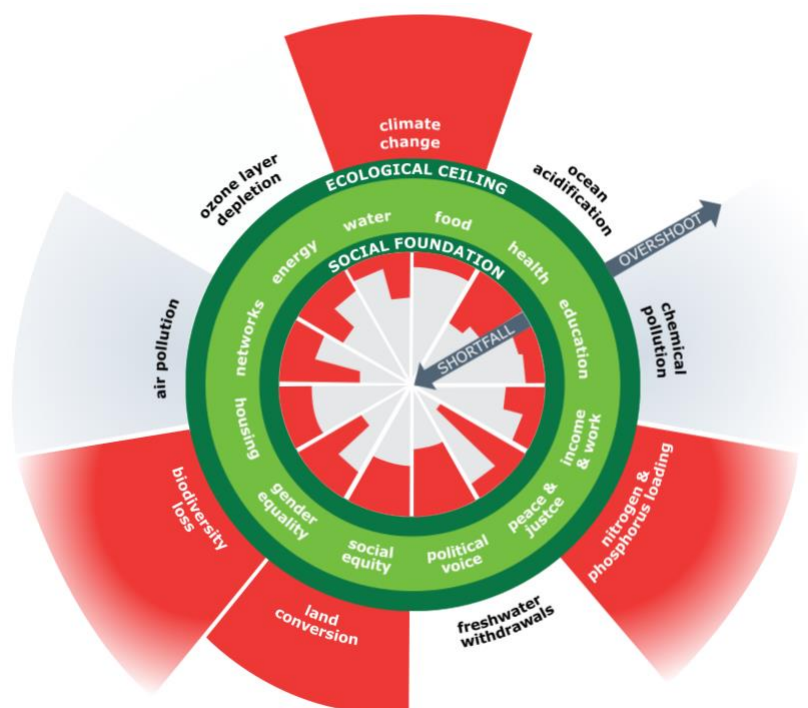 climate
change
ozone layer
depletion
ocean
acidification
ECOLOGICAL CEILING
OVERSHOOT
water
food
energy
health
SOCIAL FOUNDATION
networks
education
SHORTFALL
air pollution
chemical
pollution
housing
income
& work
biodiversity
loss
nitrogen &
phosphorus loading
gender
equality
peace &
justce
social
equity
political
voice
land
conversion
freshwater
withdrawals